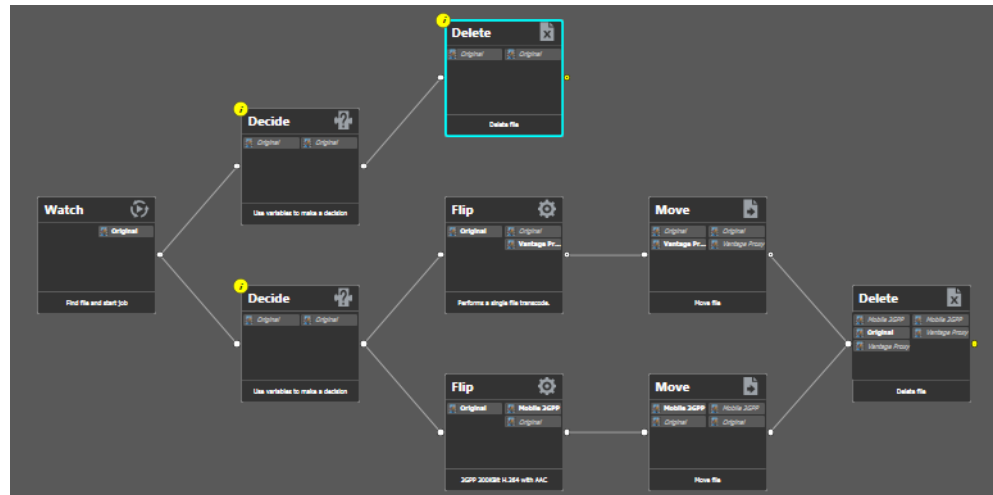 Delete
Original Original
Delete file
Decide
Original Original
Use variables to make a decision
Watch
Original
Find file and start job
Flip
Original Original
Vantage Pr...
Performs a single file transcode.
Move
Original Original
Vantage Pr... Vantage Proxy
Move file
Decide
Original Original
Use variables to make a decision
Delete
Mobile 3GPP Mobile 3GPP
Original Vantage Proxy
Vantage Proxy
Delete file
Flip
Original Mobile 3GPP
Original
3GPP 200KBit H.264 with AAC
Move
Mobile 3GPP Mobile 3GPP
Original Original
Move file